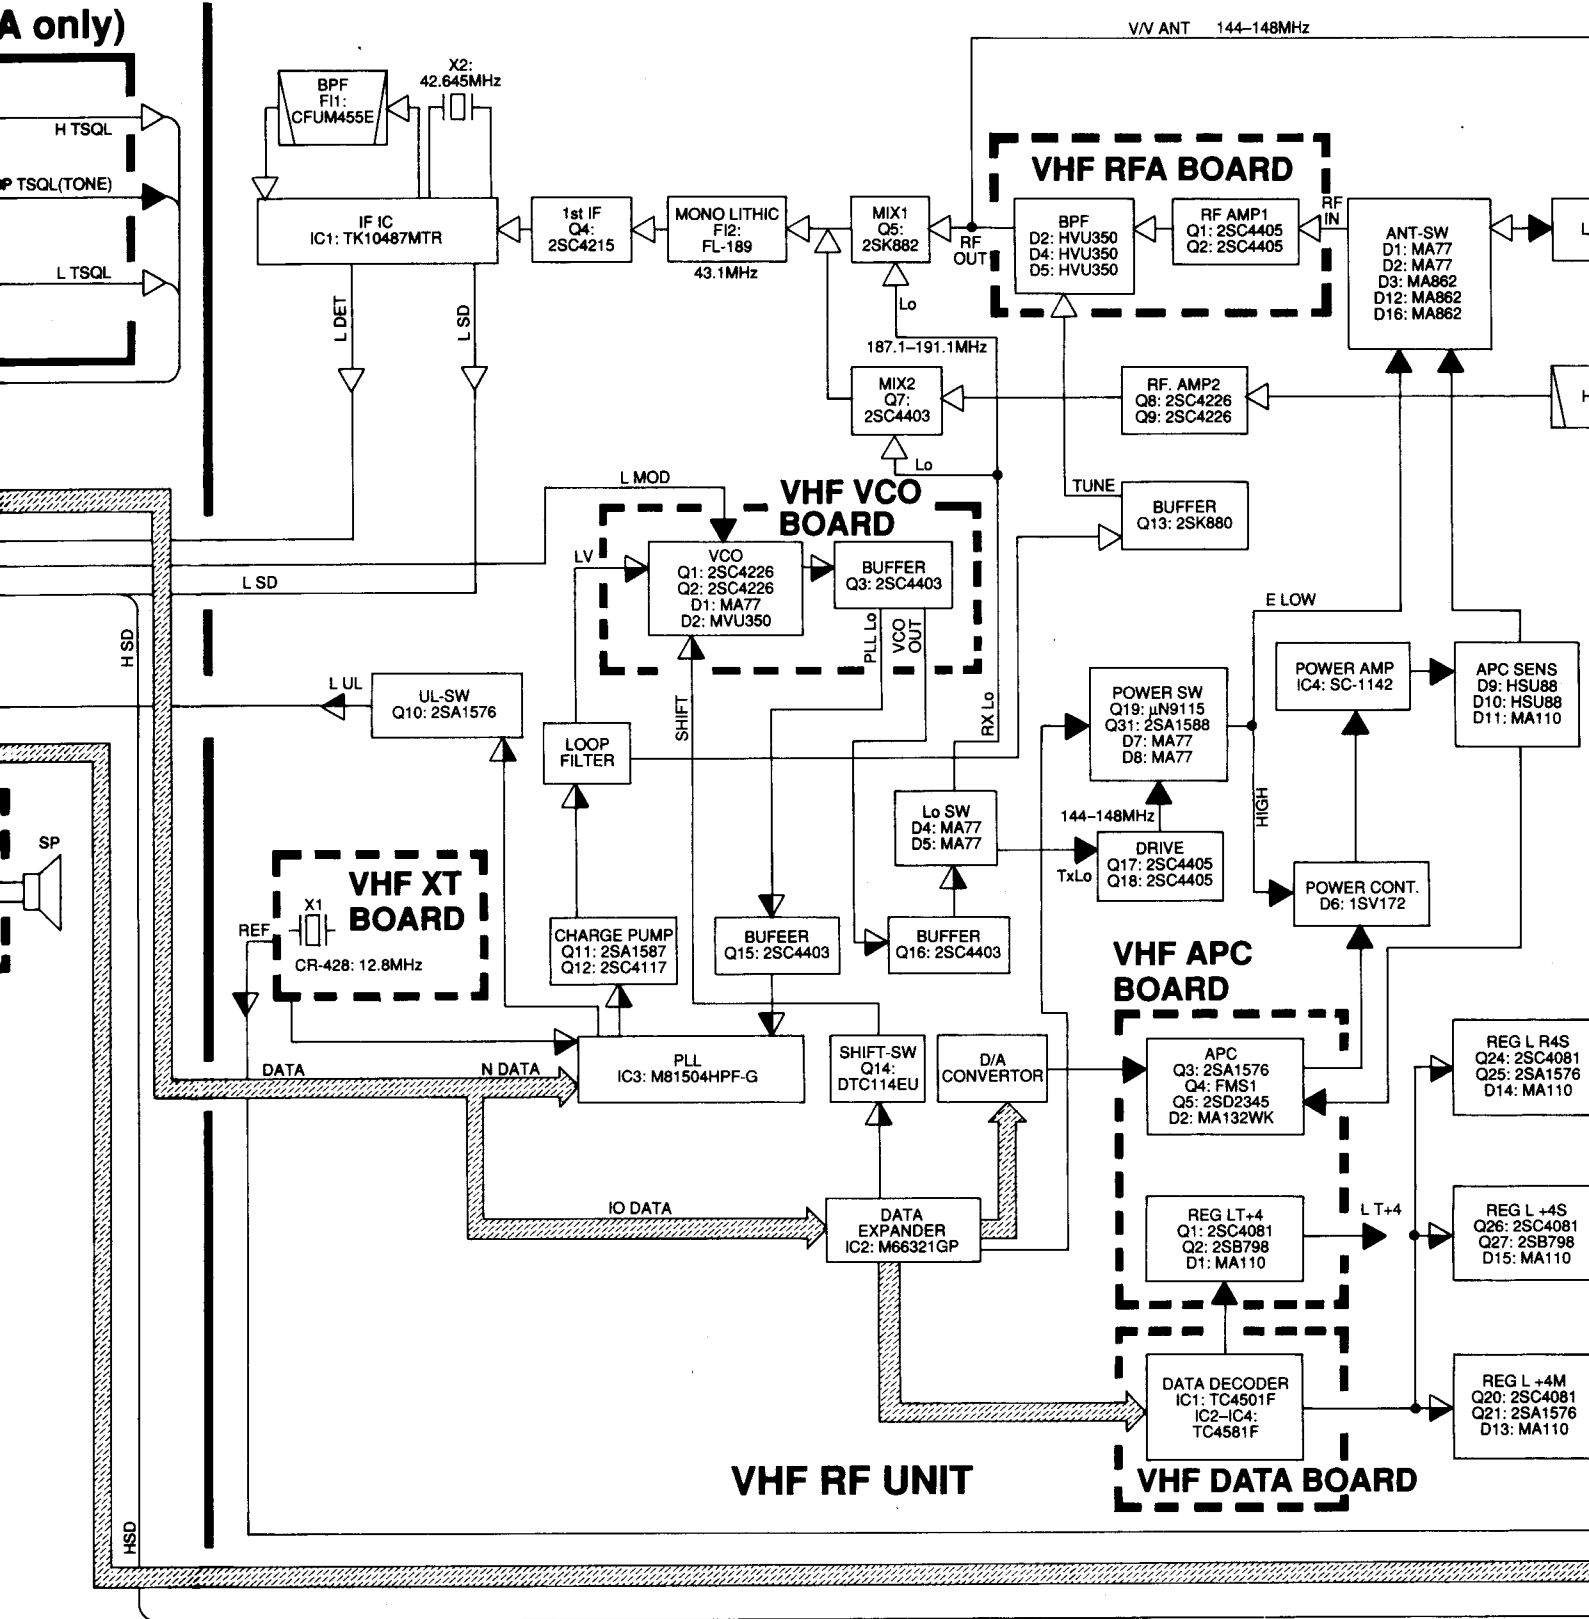 A only)
V/V ANT 144–148MHz
X2:
42.645MHz
BPF
FI1:
CFUM455E
H TSQL
TSQL(TONE)
L TSQL
VHF RFA BOARD
IF IC
IC1: TK10487MTR
1st IF
Q4:
2SC4215
MONO LITHIC
FI2:
FL-189
43.1MHz
MIX1
Q5:
2SK882
RF
OUT
BPF
D2: HVU350
D4: HVU350
D5: HVU350
RF AMP1
Q1: 2SC4405
Q2: 2SC4405
RF
IN
ANT-SW
D1: MA77
D2: MA77
D3: MA862
D12: MA862
D16: MA862
L
L DET
L SD
Lo
187.1–191.1MHz
MIX2
Q7:
2SC4403
RF. AMP2
Q8: 2SC4226
Q9: 2SC4226
H
Lo
L MOD
VHF VCO
BOARD
TUNE
BUFFER
Q13: 2SK880
LV
VCO
Q1: 2SC4226
Q2: 2SC4226
D1: MA77
D2: MVU350
BUFFER
Q3: 2SC4403
L SD
E LOW
H SD
PLL Lo
VCO
OUT
L UL
UL-SW
Q10: 2SA1576
SHIFT
RX Lo
POWER SW
Q19: µN9115
Q31: 2SA1588
D7: MA77
D8: MA77
POWER AMP
IC4: SC-1142
APC SENS
D9: HSU88
D10: HSU88
D11: MA110
LOOP
FILTER
Lo SW
D4: MA77
D5: MA77
144–148MHz
HIGH
SP
DRIVE
Q17: 2SC4405
Q18: 2SC4405
TxLo
VHF XT
BOARD
X1
REF
CR-428: 12.8MHz
POWER CONT.
D6: 1SV172
CHARGE PUMP
Q11: 2SA1587
Q12: 2SC4117
BUFEER
Q15: 2SC4403
BUFFER
Q16: 2SC4403
VHF APC
BOARD
DATA
N DATA
PLL
IC3: M81504HPF-G
SHIFT-SW
Q14:
DTC114EU
D/A
CONVERTOR
APC
Q3: 2SA1576
Q4: FMS1
Q5: 2SD2345
D2: MA132WK
REG L R4S
Q24: 2SC4081
Q25: 2SA1576
D14: MA110
IO DATA
DATA
EXPANDER
IC2: M66321GP
REG LT+4
Q1: 2SC4081
Q2: 2SB798
D1: MA110
L T+4
REG L +4S
Q26: 2SC4081
Q27: 2SB798
D15: MA110
DATA DECODER
IC1: TC4501F
IC2–IC4:
TC4581F
REG L +4M
Q20: 2SC4081
Q21: 2SA1576
D13: MA110
VHF RF UNIT
VHF DATA BOARD
HSD